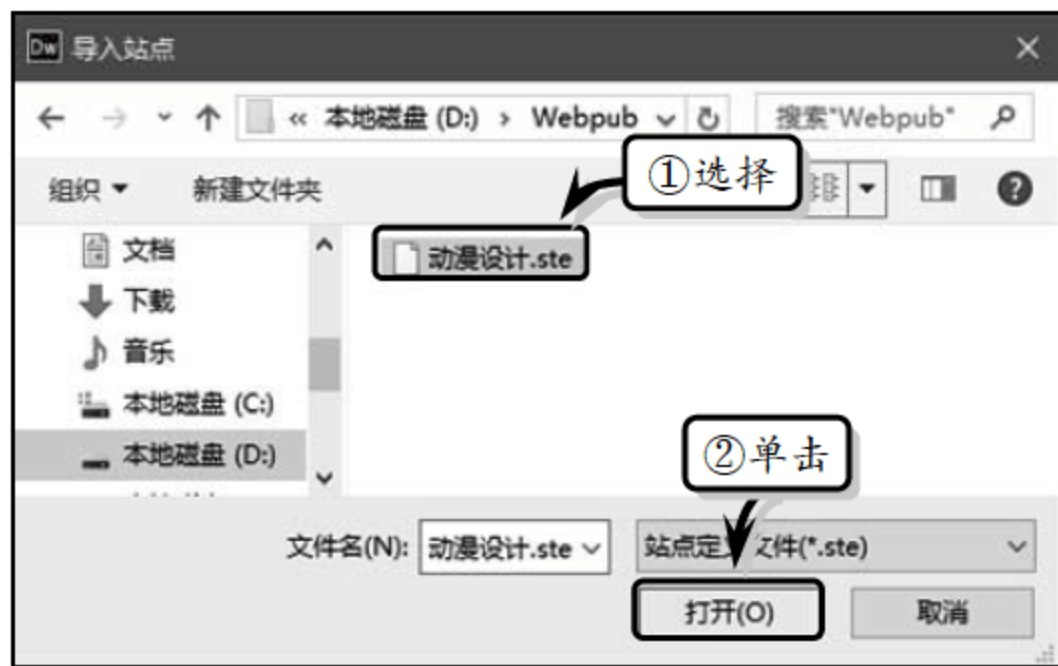 Dw 导入站点
« 本地磁盘 (D:) › Webpub 搜索"Webpub"
①选择
组织 新建文件夹
文档
动漫设计.ste
下载
音乐
本地磁盘 (C:)
本地磁盘 (D:)
②单击
文件名(N): 动漫设计.ste 站点定 文件(*.ste)
打开(O) 取消